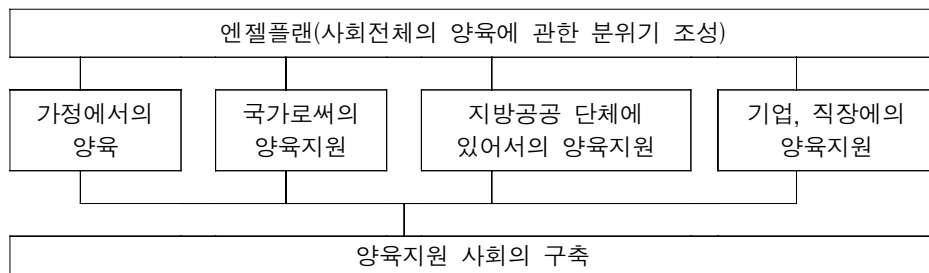 엔젤플랜(사회전체의 양육에 관한 분위기 조성)
가정에서의
양육
국가로써의
양육지원
지방공공 단체에
있어서의 양육지원
기업, 직장에의
양육지원
양육지원 사회의 구축